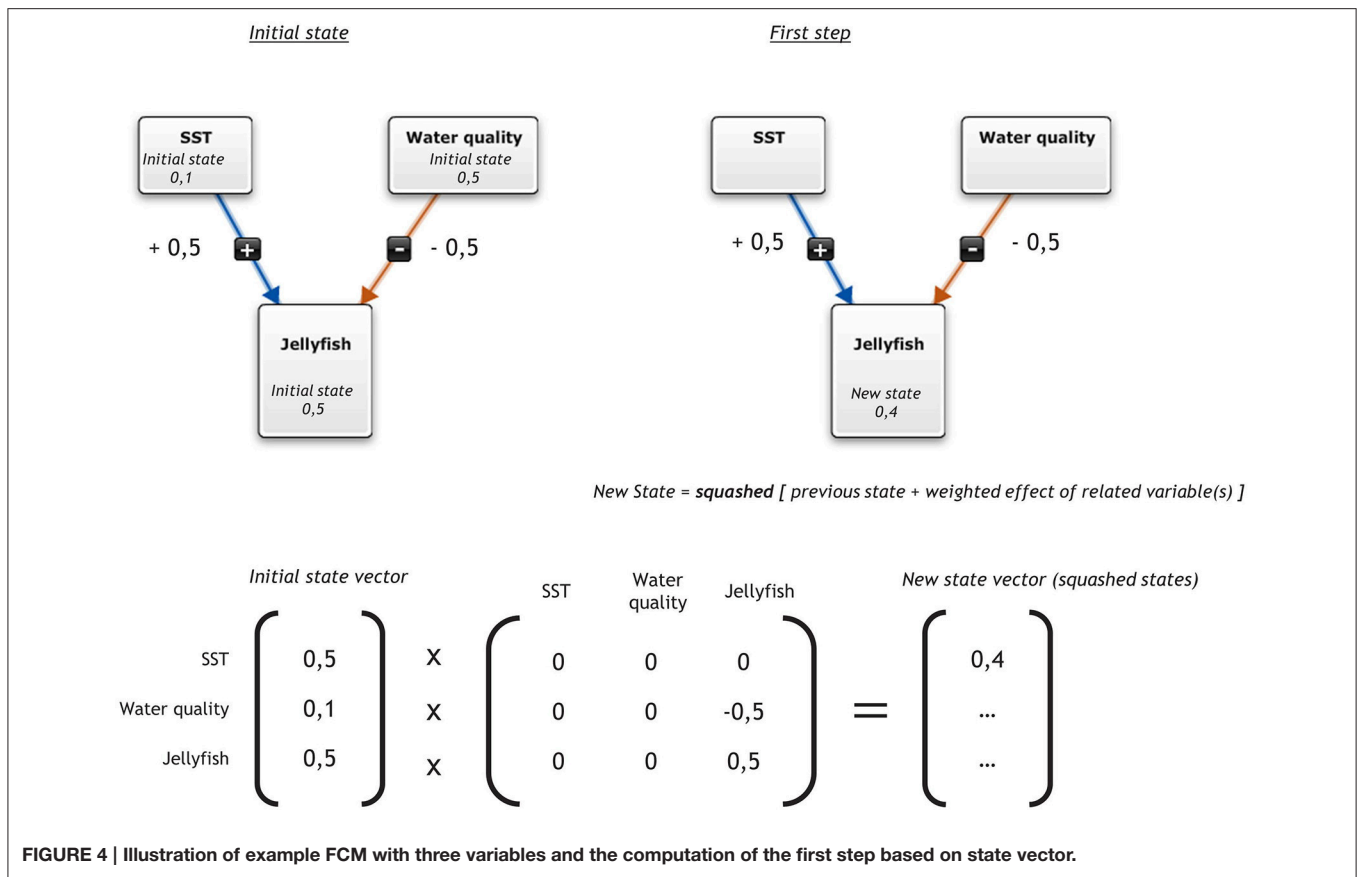 Initial state
First step
SST
Initial state
0,1
Water quality
Initial state
0,5
+ 0,5
+
-
- 0,5
Jellyfish
Initial state
0,5
SST
Water quality
+ 0,5
+
-
- 0,5
Jellyfish
New state
0,4
New State = squashed [ previous state + weighted effect of related variable(s) ]
Initial state vector
SST
Water
quality
Jellyfish
New state vector (squashed states)
SST 0,5 x 0 0 0 0,4
Water quality 0,1 x 0 0 -0,5 = ...
Jellyfish 0,5 x 0 0 0,5 ...
FIGURE 4 | Illustration of example FCM with three variables and the computation of the first step based on state vector.